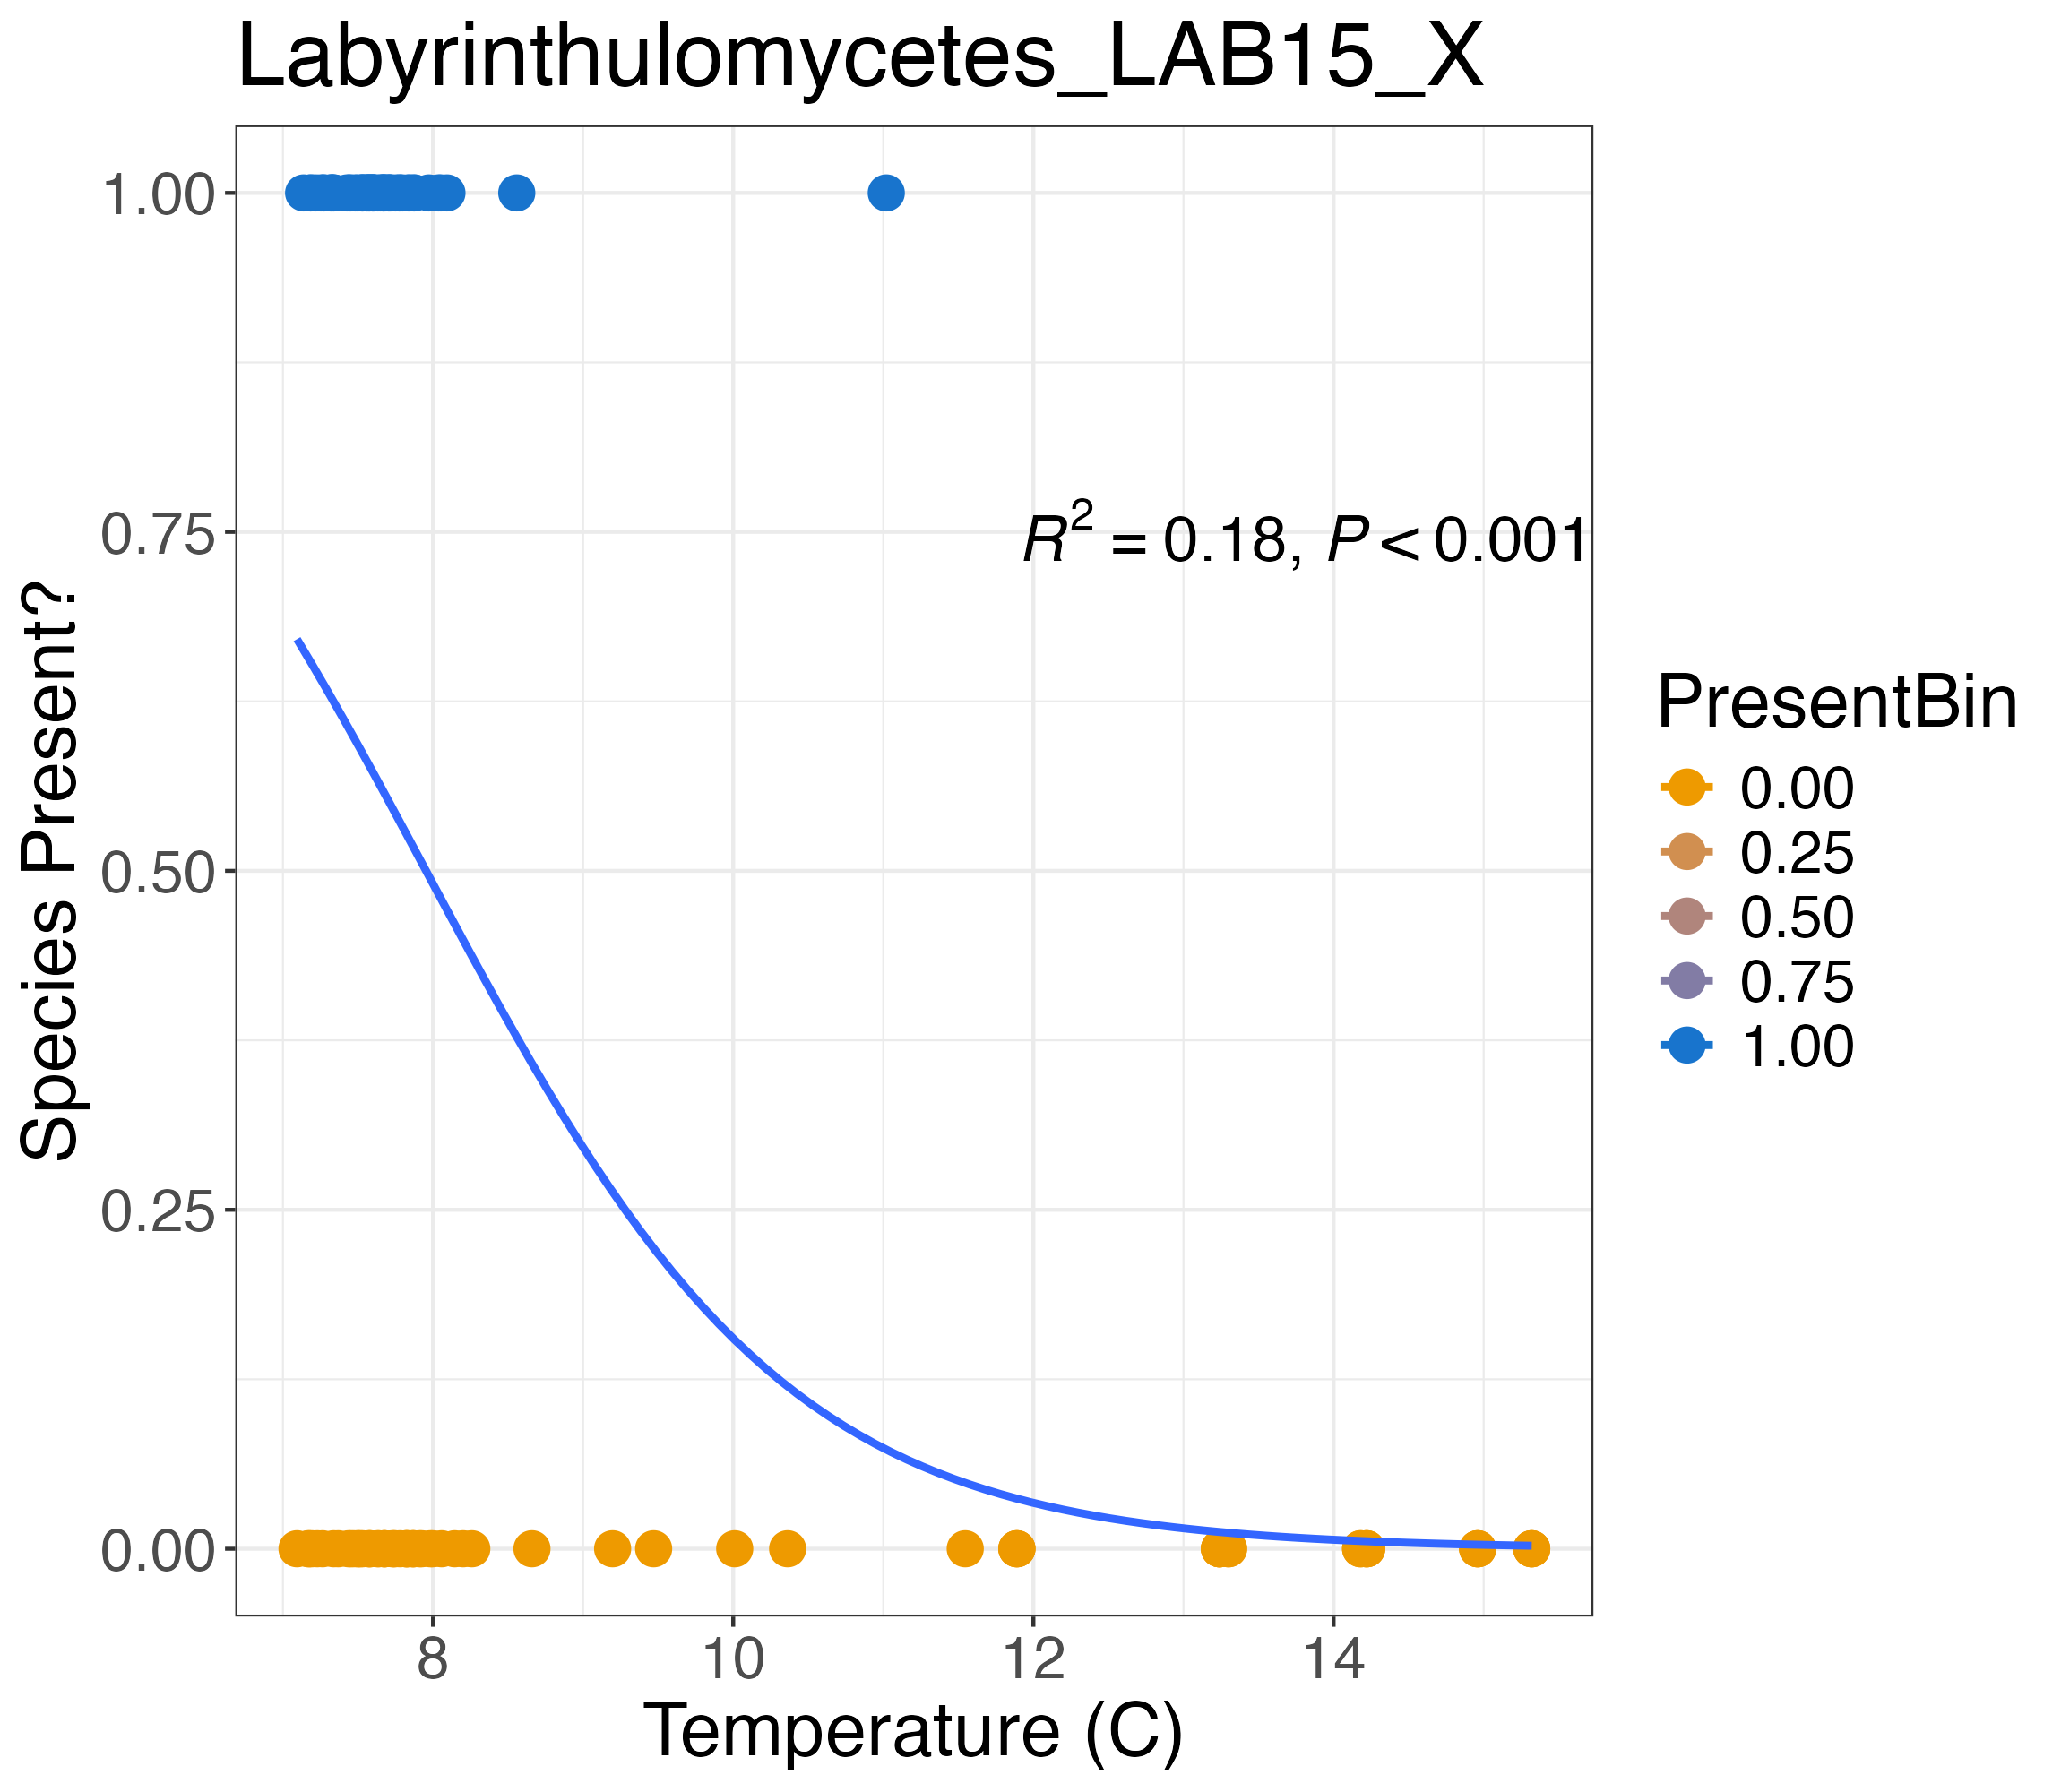 Labyrinthulomycetes_LAB15_X
1.00
0.75
0.50
0.25
0.00
Species Present?
R² = 0.18, P < 0.001
8 10 12 14
Temperature (C)
PresentBin
0.00
0.25
0.50
0.75
1.00